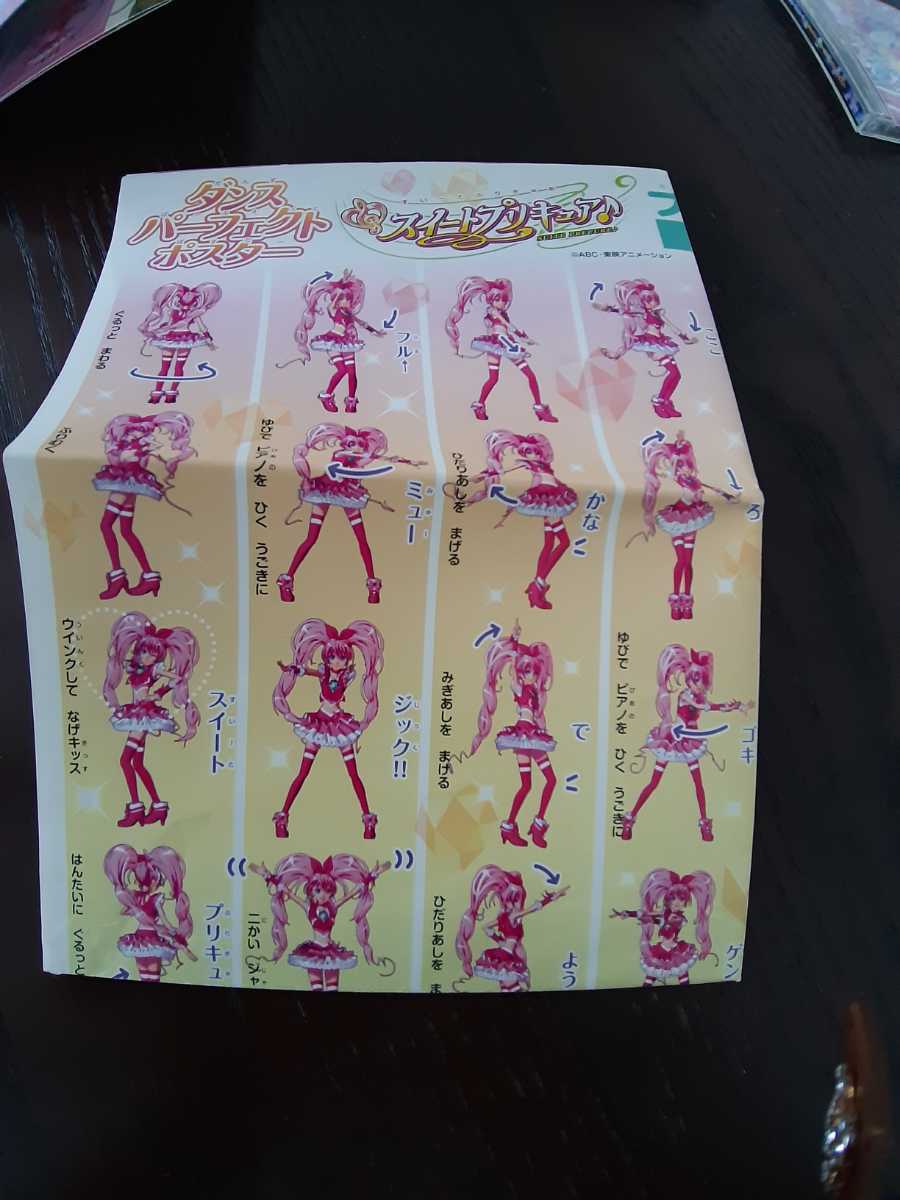 ダンス
パーフェクト
ポスター
スイートプリキュア♪
SUITE PRECURE♪
©ABC・東映アニメーション
ここ
ろ
ゴキ
ゆびで ピアノを ひく うごきに
ゲン
かな
ひだりあしを まげる
で
みぎあしを まげる
よう
ひだりあしを ま
フル↑
ミュー
ゆびで ピアノを ひく うごきに
ジック!!
二かい ジャ
くるっと まわる
スイート
ウインクして なげキッス
プリキュ
はんたいに くるっと